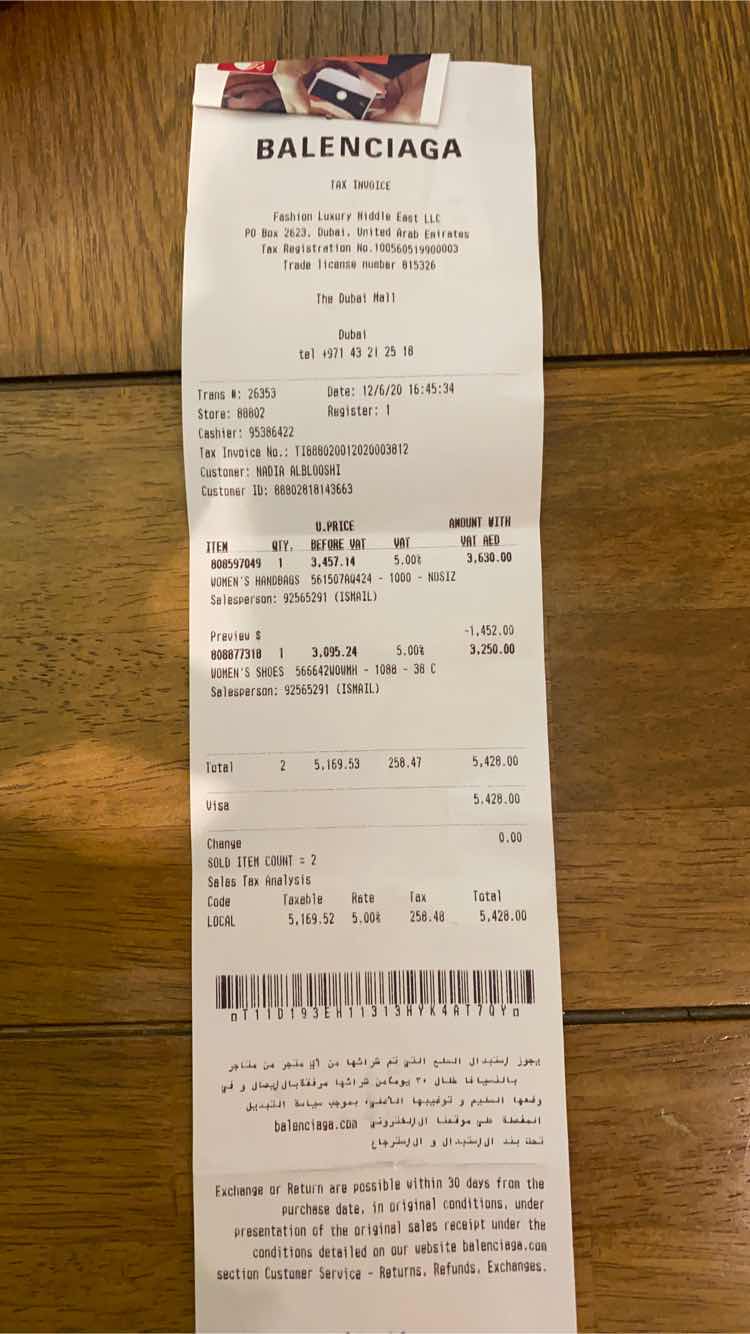 BALENCIAGA
TAX INVOICE
Fashion Luxury Middle East LLC
PO Box 2623, Dubai, United Arab Emirates
Tax Registration No.100560519900003
Trade license number 815326
The Dubai Mall
Dubai
tel +971 43 21 25 18
Trans #: 26353 Date: 12/6/20 16:45:34
Store: 88802 Register: 1
Cashier: 95386422
Tax Invoice No.: TI888020012020003812
Customer: NADIA ALBLOOSHI
Customer ID: 88802818143663
U.PRICE AMOUNT WITH
ITEM QTY. BEFORE VAT VAT VAT AED
808597049 1 3,457.14 5.00% 3,630.00
WOMEN'S HANDBAGS 561507AQ424 - 1000 - NOSIZ
Salesperson: 92565291 (ISMAIL)
Preview $ -1,452.00
808877318 1 3,095.24 5.00% 3,250.00
WOMEN'S SHOES 566642WOWMH - 1088 - 38 C
Salesperson: 92565291 (ISMAIL)
Total 2 5,169.53 258.47 5,428.00
Visa 5,428.00
Change 0.00
SOLD ITEM COUNT = 2
Sales Tax Analysis
Code Taxable Rate Tax Total
LOCAL 5,169.52 5.00% 258.48 5,428.00
T11D193EH11313HYK4AT7QY
يجوز إستبدال السلع التي تم شرائها من أي متجر من متاجر
بالنسياغا خلال ٣٠ يوما من شرائها مرفقة بال إيصال و في
وضعها السليم و توضيبها الأصلي، بموجب سياسة التبديل
المفصلة على موقعنا ال إلكتروني balenciaga.com
تحت بند ال إستبدال و ال إسترجاع
Exchange or Return are possible within 30 days from the
purchase date, in original conditions, under
presentation of the original sales receipt under the
conditions detailed on our website balenciaga.com
section Customer Service - Returns, Refunds, Exchanges.